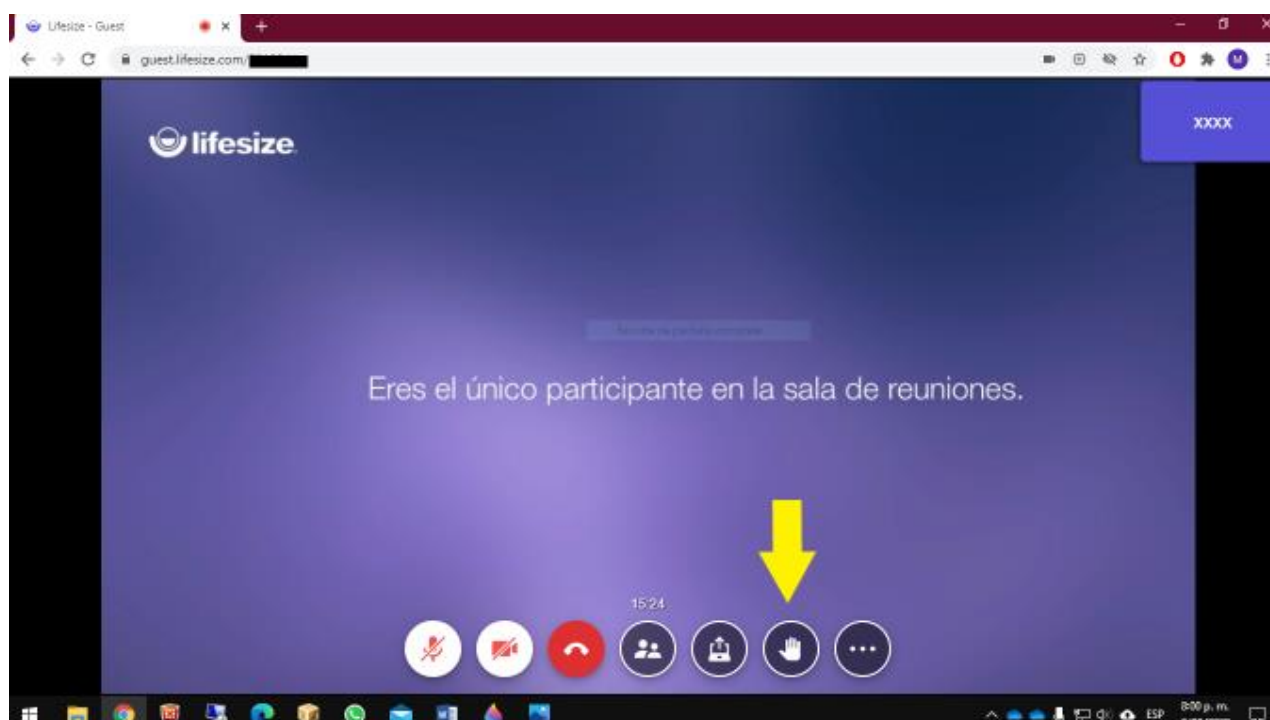 Lifesize - Guest
guest.lifesize.com/
M
xxxx
lifesize
Eres el único participante en la sala de reuniones.
15:24
ESP
8:00 p. m.